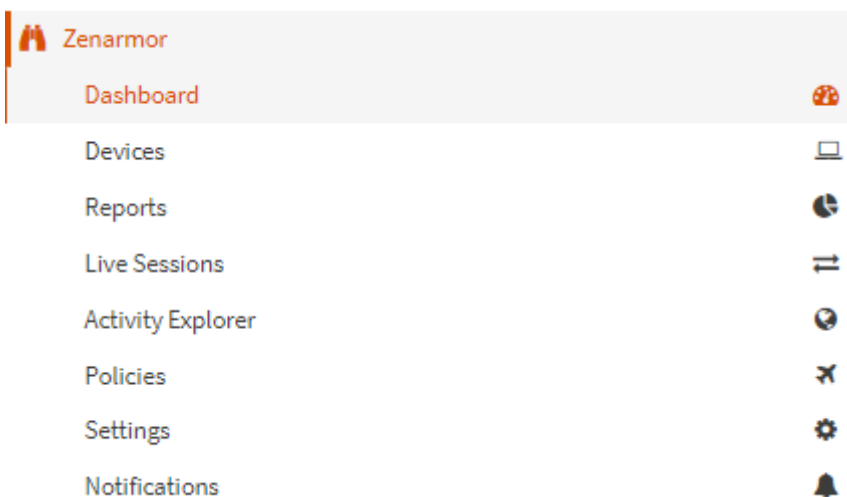 Zenarmor
Dashboard
Devices
Reports
Live Sessions
Activity Explorer
Policies
Settings
Notifications